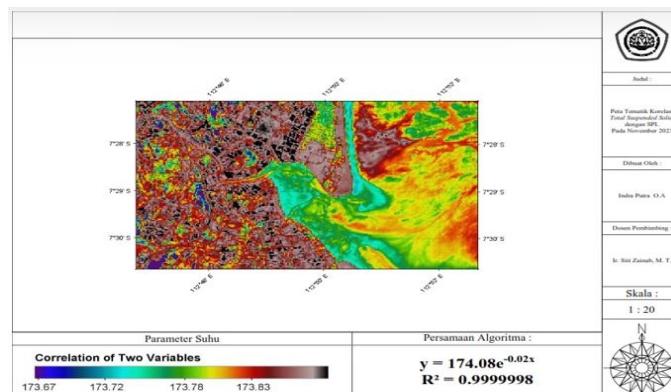 112°48' E
112°50' E
112°52' E
7°28' S
7°29' S
7°30' S
7°28' S
7°29' S
7°30' S
112°48' E
112°50' E
112°52' E
Judul :
Peta Tematik Korelasi
Total Suspended Solid
dengan SPL
Pada November 2021
Dibuat Oleh :
Indra Putra O.A
Dosen Pembimbing :
Ir. Siti Zainab, M. T.
Skala :
1 : 20
N
Parameter Suhu
Correlation of Two Variables
173.67 173.72 173.78 173.83
Persamaan Algoritma :
y = 174.08e-0.02x
R² = 0.9999998